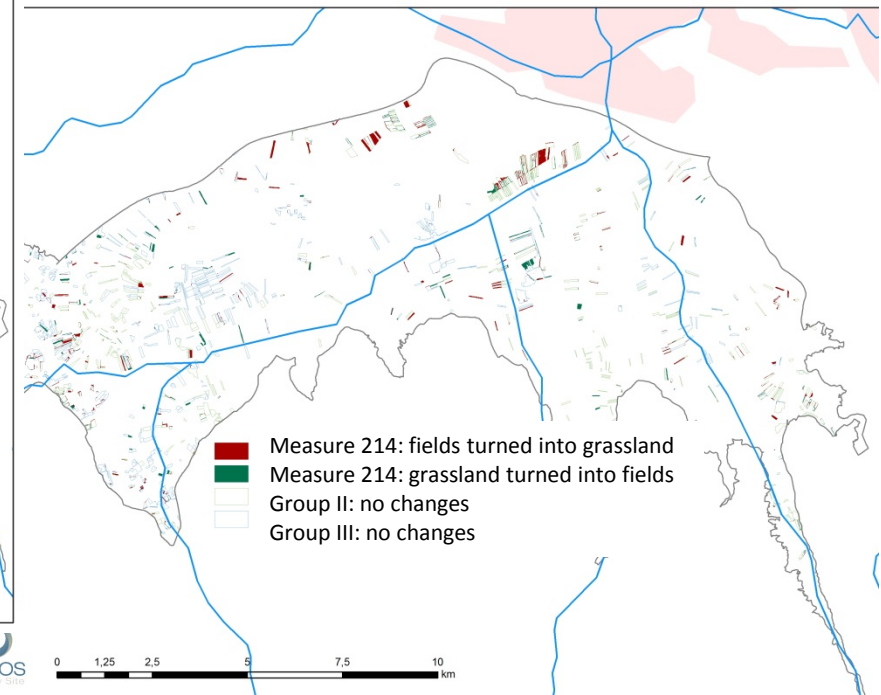 Measure 214: fields turned into grassland
Measure 214: grassland turned into fields
Group II: no changes
Group III: no changes
OS
Site
0 1,25 2,5 5 7,5 10
km